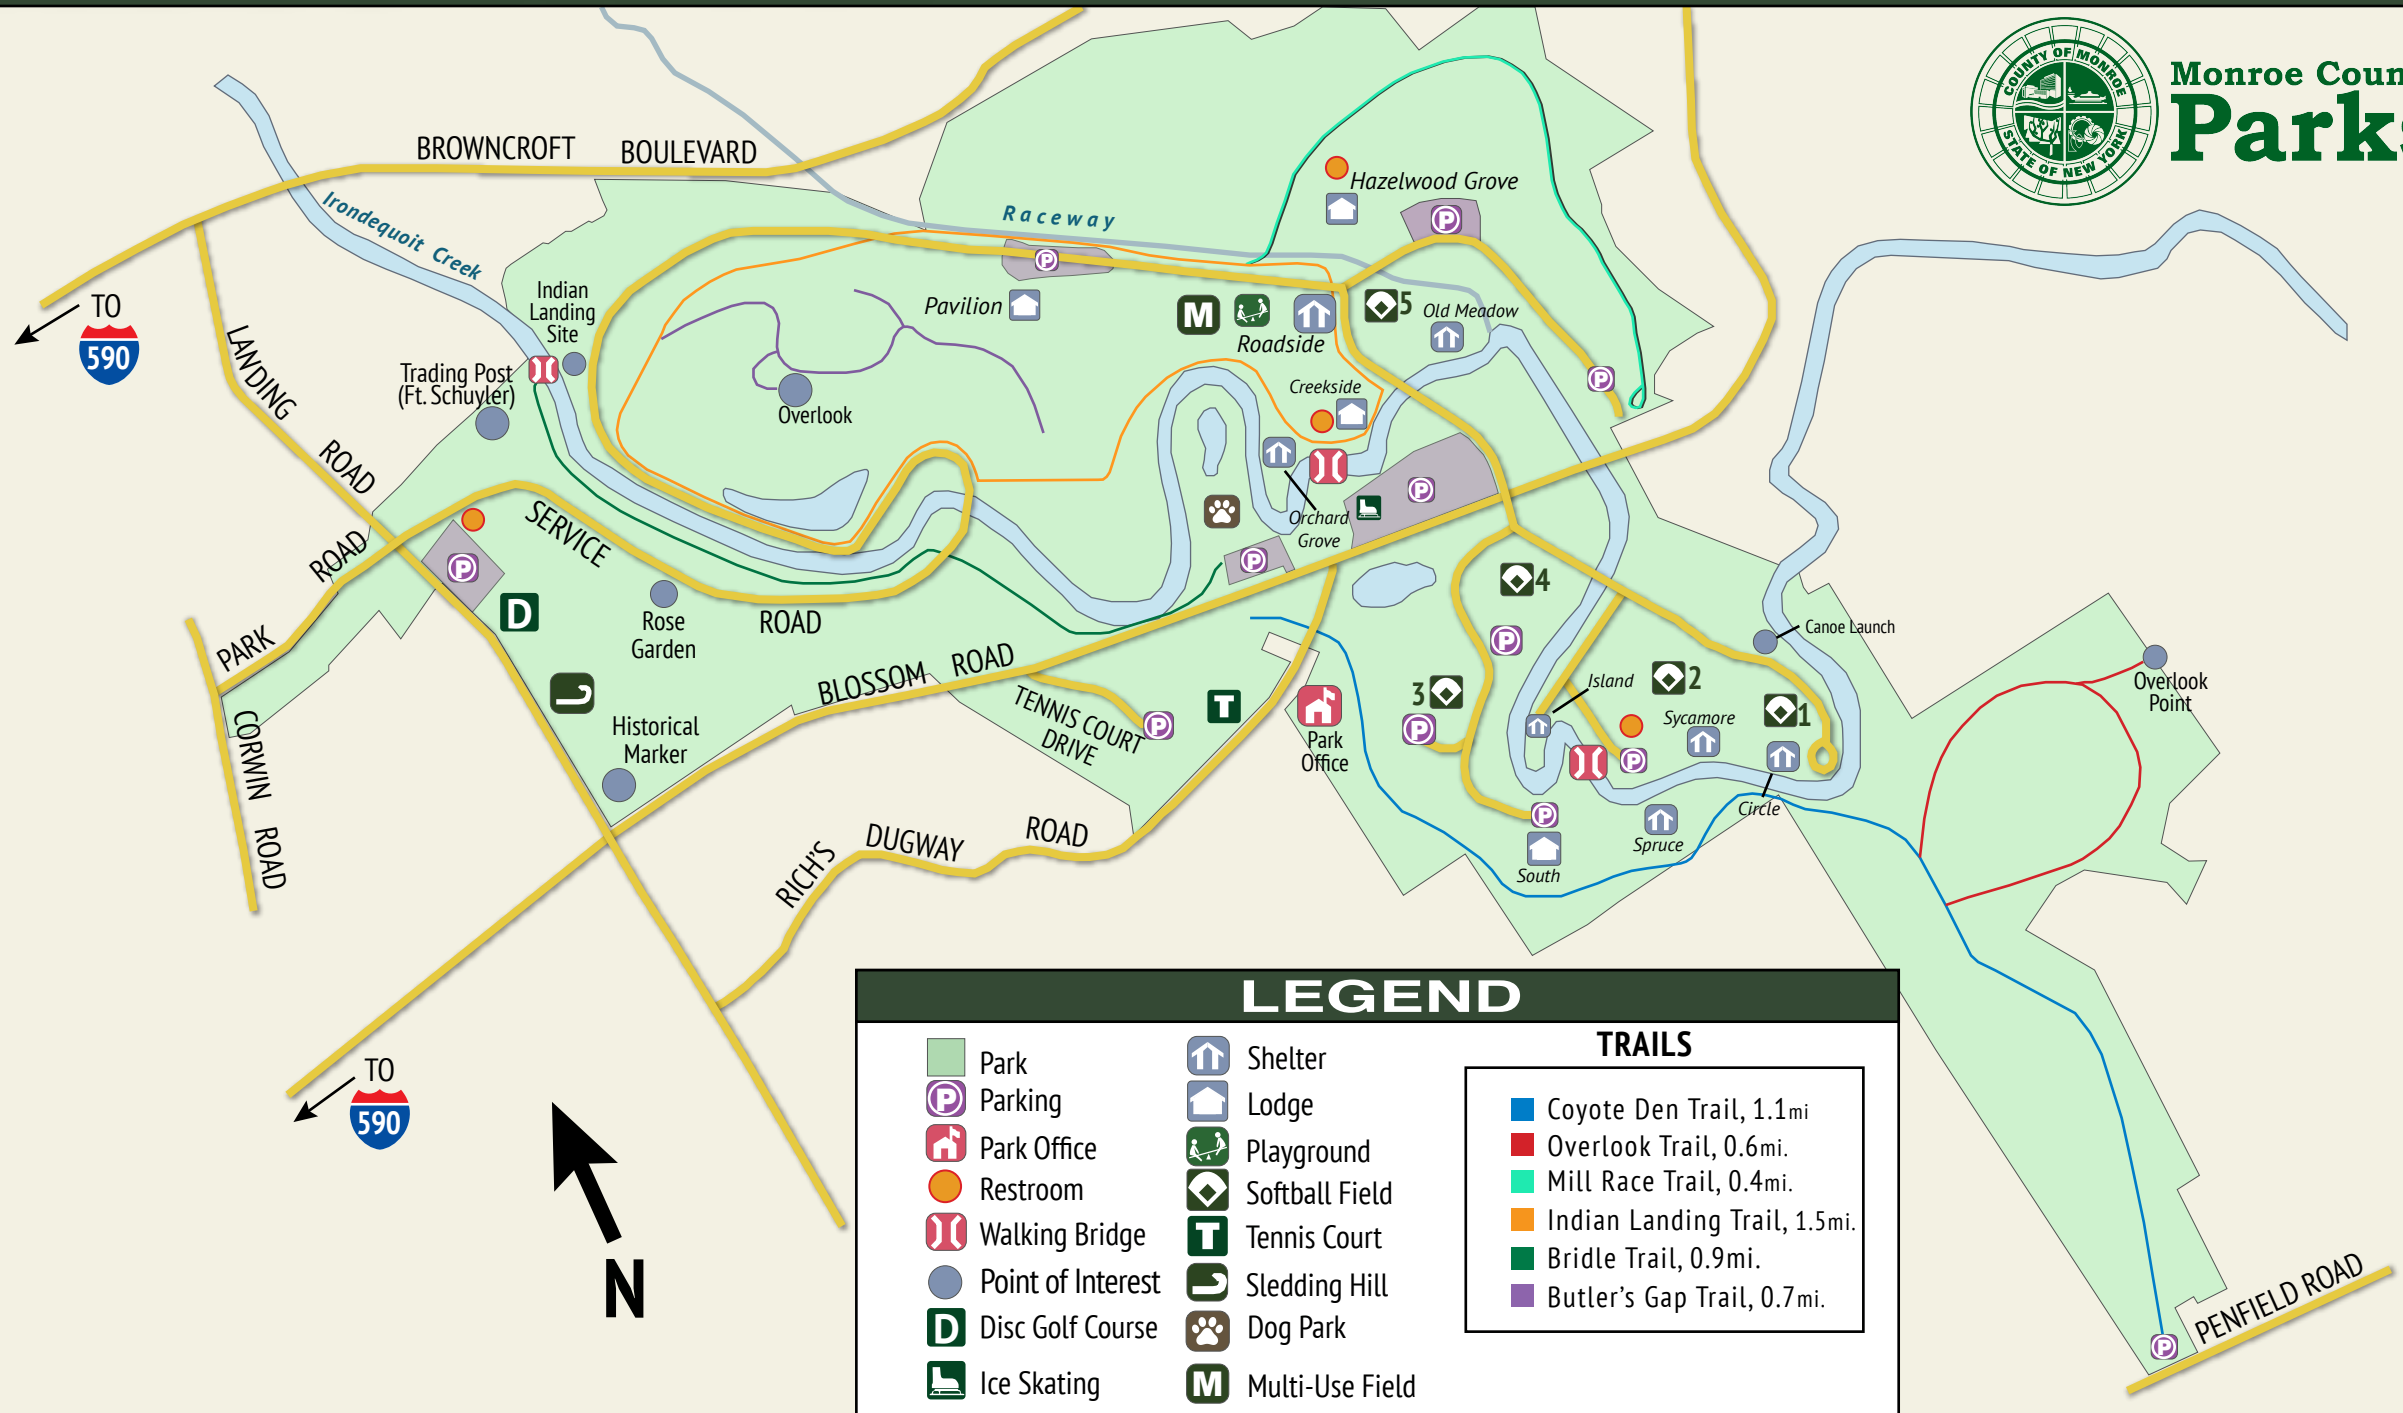 COUNTY OF MONROE
STATE OF NEW YORK
Monroe Coun
Parks
BROWNCROFT BOULEVARD
Irondequoit Creek
Raceway
Hazelwood Grove
P
TO
590
LANDING
ROAD
Indian
Landing
Site
Trading Post
(Ft. Schuyler)
Pavilion
P
M
Roadside
5
Old Meadow
Overlook
Creekside
P
P
Orchard
Grove
P
SERVICE
ROAD
PARK
ROAD
P
D
Rose
Garden
Historical
Marker
CORWIN
ROAD
BLOSSOM ROAD
TENNIS COURT
DRIVE
P
T
Park
Office
4
P
3
P
Island
2
Sycamore
1
Canoe Launch
P
Circle
Spruce
P
South
Overlook
Point
RICH'S
DUGWAY
ROAD
TO
590
N
PENFIELD ROAD
P
LEGEND
Park
P Parking
Park Office
Restroom
Walking Bridge
Point of Interest
D Disc Golf Course
Ice Skating
Shelter
Lodge
Playground
Softball Field
T Tennis Court
Sledding Hill
Dog Park
M Multi-Use Field
TRAILS
Coyote Den Trail, 1.1mi
Overlook Trail, 0.6mi.
Mill Race Trail, 0.4mi.
Indian Landing Trail, 1.5mi.
Bridle Trail, 0.9mi.
Butler's Gap Trail, 0.7mi.